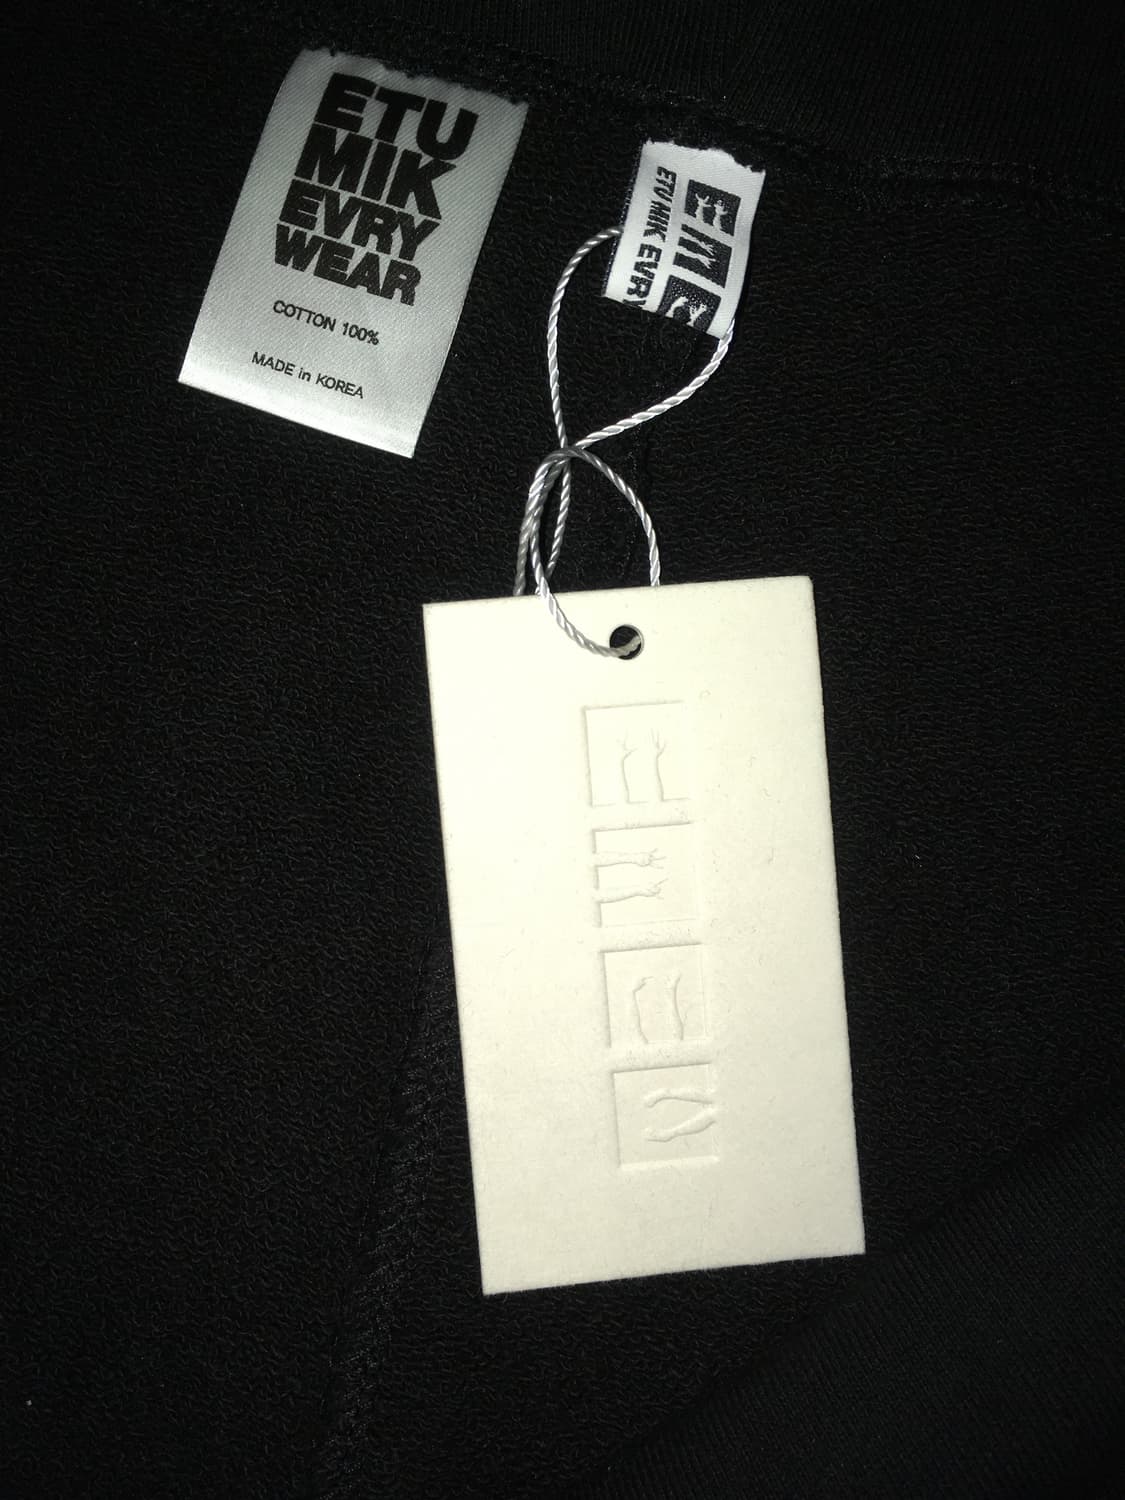 ETU
MIK
EVRY
WEAR
COTTON 100%
MADE in KOREA
ETU MIK EVRY